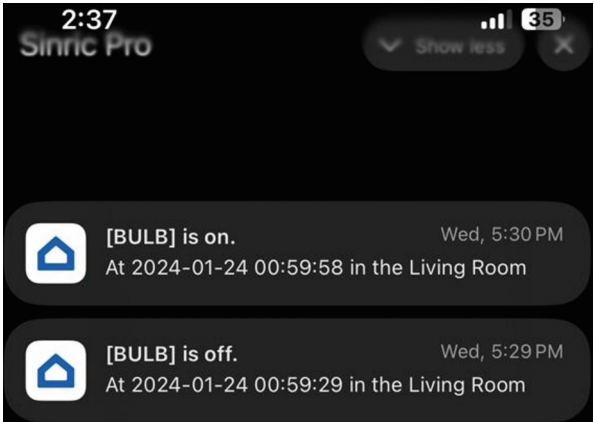 2:37
35
Sinric Pro
Show less
[BULB] is on.
Wed, 5:30 PM
At 2024-01-24 00:59:58 in the Living Room
[BULB] is off.
Wed, 5:29 PM
At 2024-01-24 00:59:29 in the Living Room